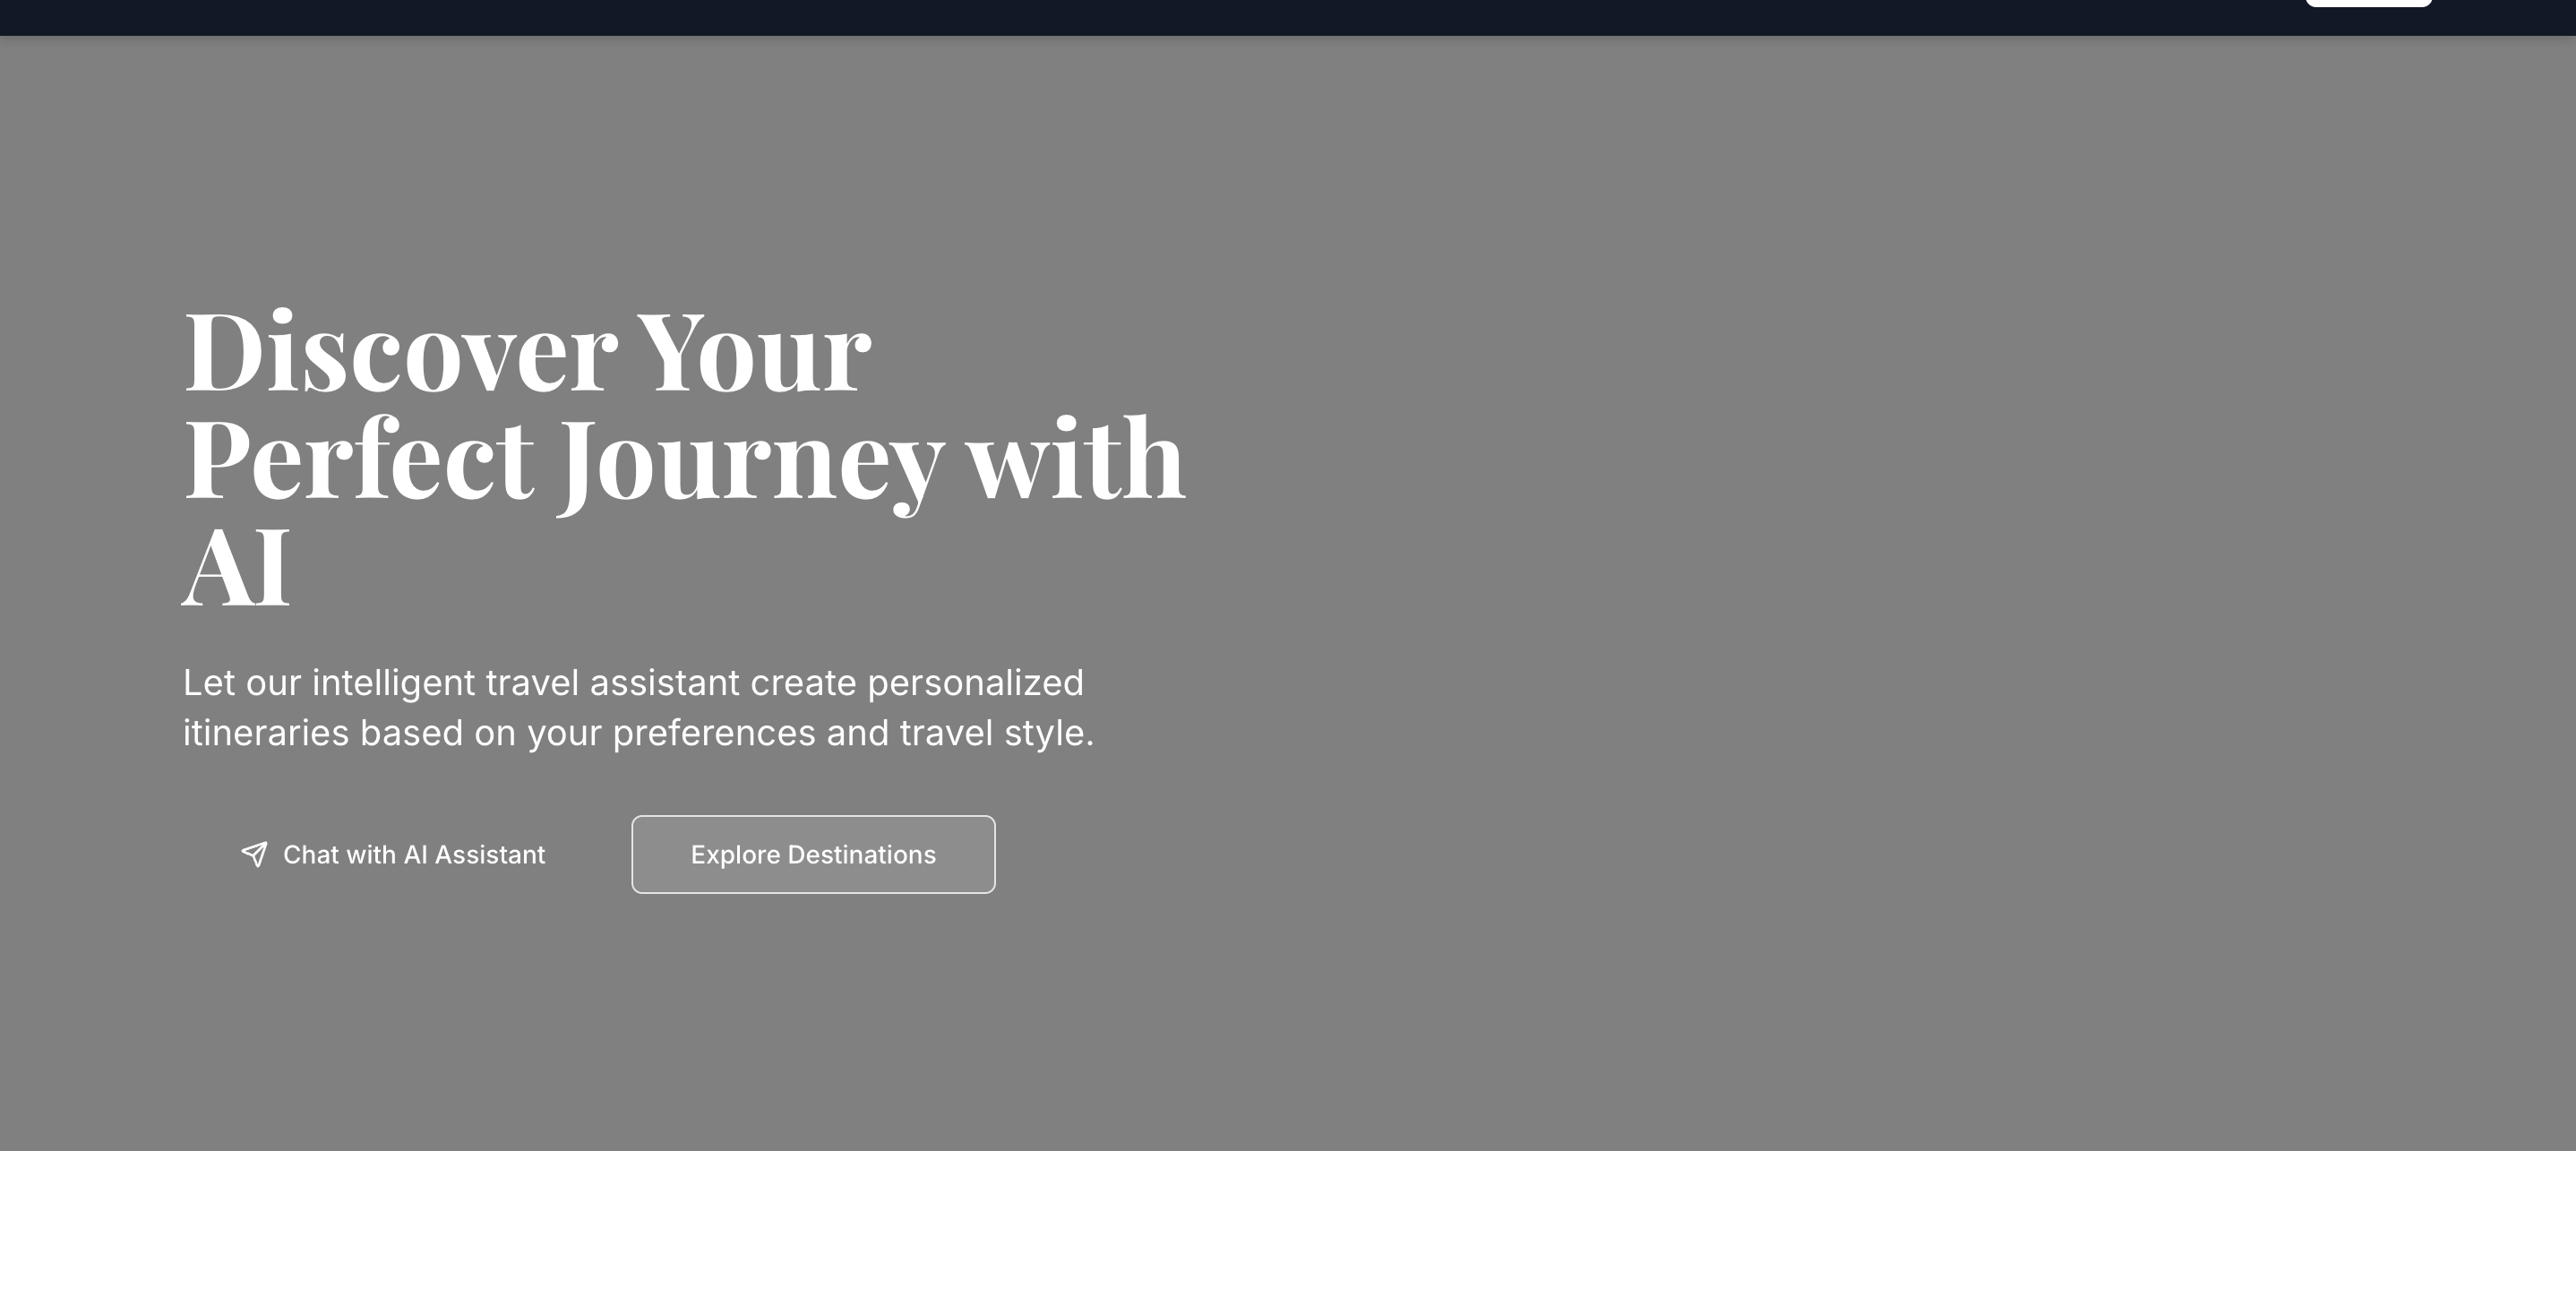 Discover Your
Perfect Journey with
AI
Let our intelligent travel assistant create personalized
itineraries based on your preferences and travel style.
Chat with AI Assistant
Explore Destinations